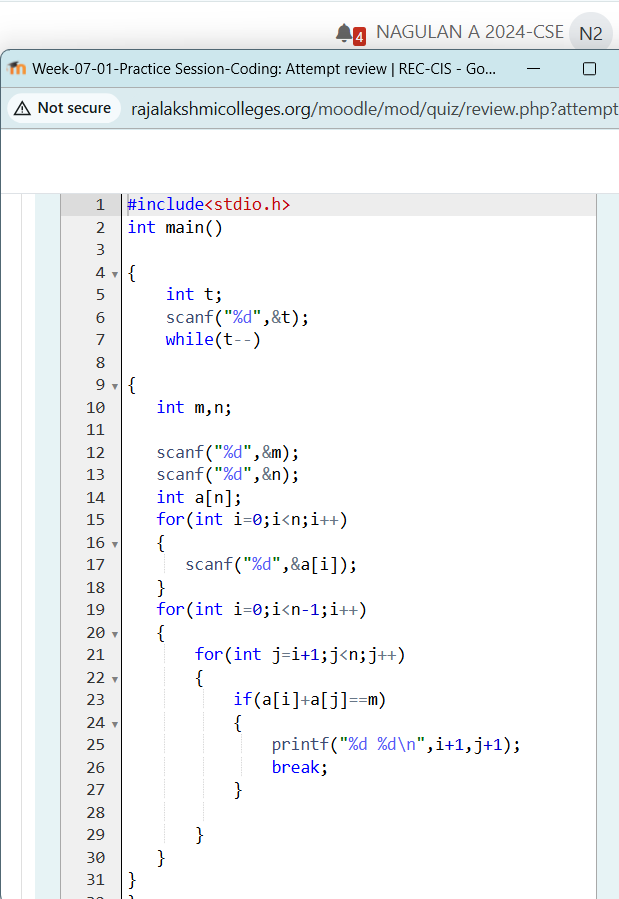 4 NAGULAN A 2024-CSE N2
Week-07-01-Practice Session-Coding: Attempt review | REC-CIS - Go...
Not secure rajalakshmicolleges.org/moodle/mod/quiz/review.php?attempt
1 #include<stdio.h>
2 int main()
3
4 {
5 int t;
6 scanf("%d",&t);
7 while(t--)
8
9 {
10 int m,n;
11
12 scanf("%d",&m);
13 scanf("%d",&n);
14 int a[n];
15 for(int i=0;i<n;i++)
16 {
17 scanf("%d",&a[i]);
18 }
19 for(int i=0;i<n-1;i++)
20 {
21 for(int j=i+1;j<n;j++)
22 {
23 if(a[i]+a[j]==m)
24 {
25 printf("%d %d\n",i+1,j+1);
26 break;
27 }
28
29 }
30 }
31 }